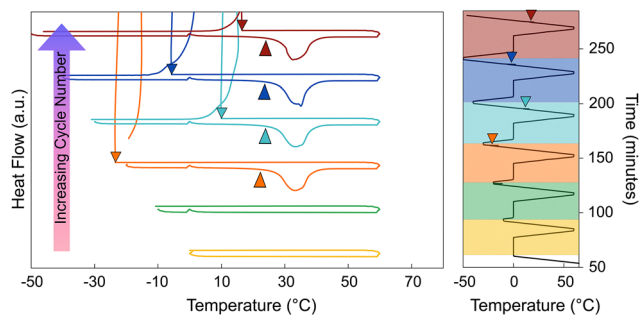 Heat Flow (a.u.)
Increasing Cycle Number
-50 -30 -10 10 30 50 70
Temperature (°C)
250
200
150
100
50
Time (minutes)
-50 0 50
Temperature (°C)